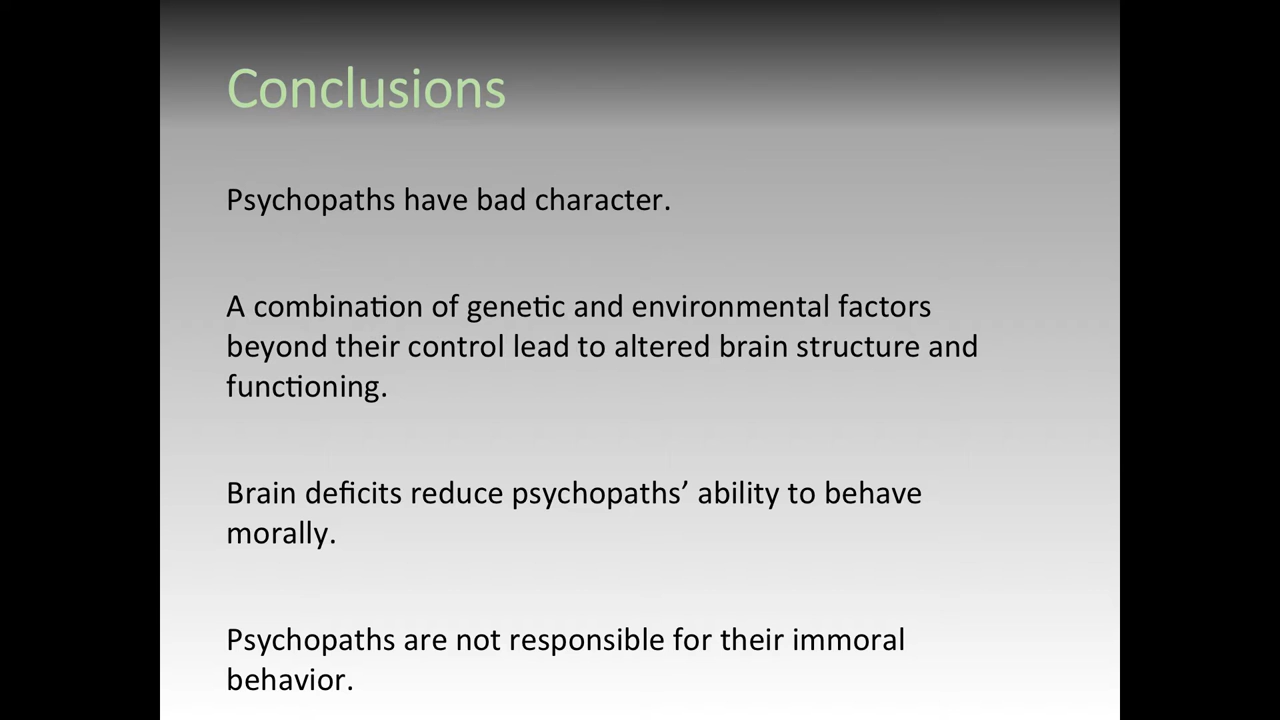 Conclusions
Psychopaths have bad character.
A combination of genetic and environmental factors
beyond their control lead to altered brain structure and
functioning.
Brain deficits reduce psychopaths’ ability to behave
morally.
Psychopaths are not responsible for their immoral
behavior.